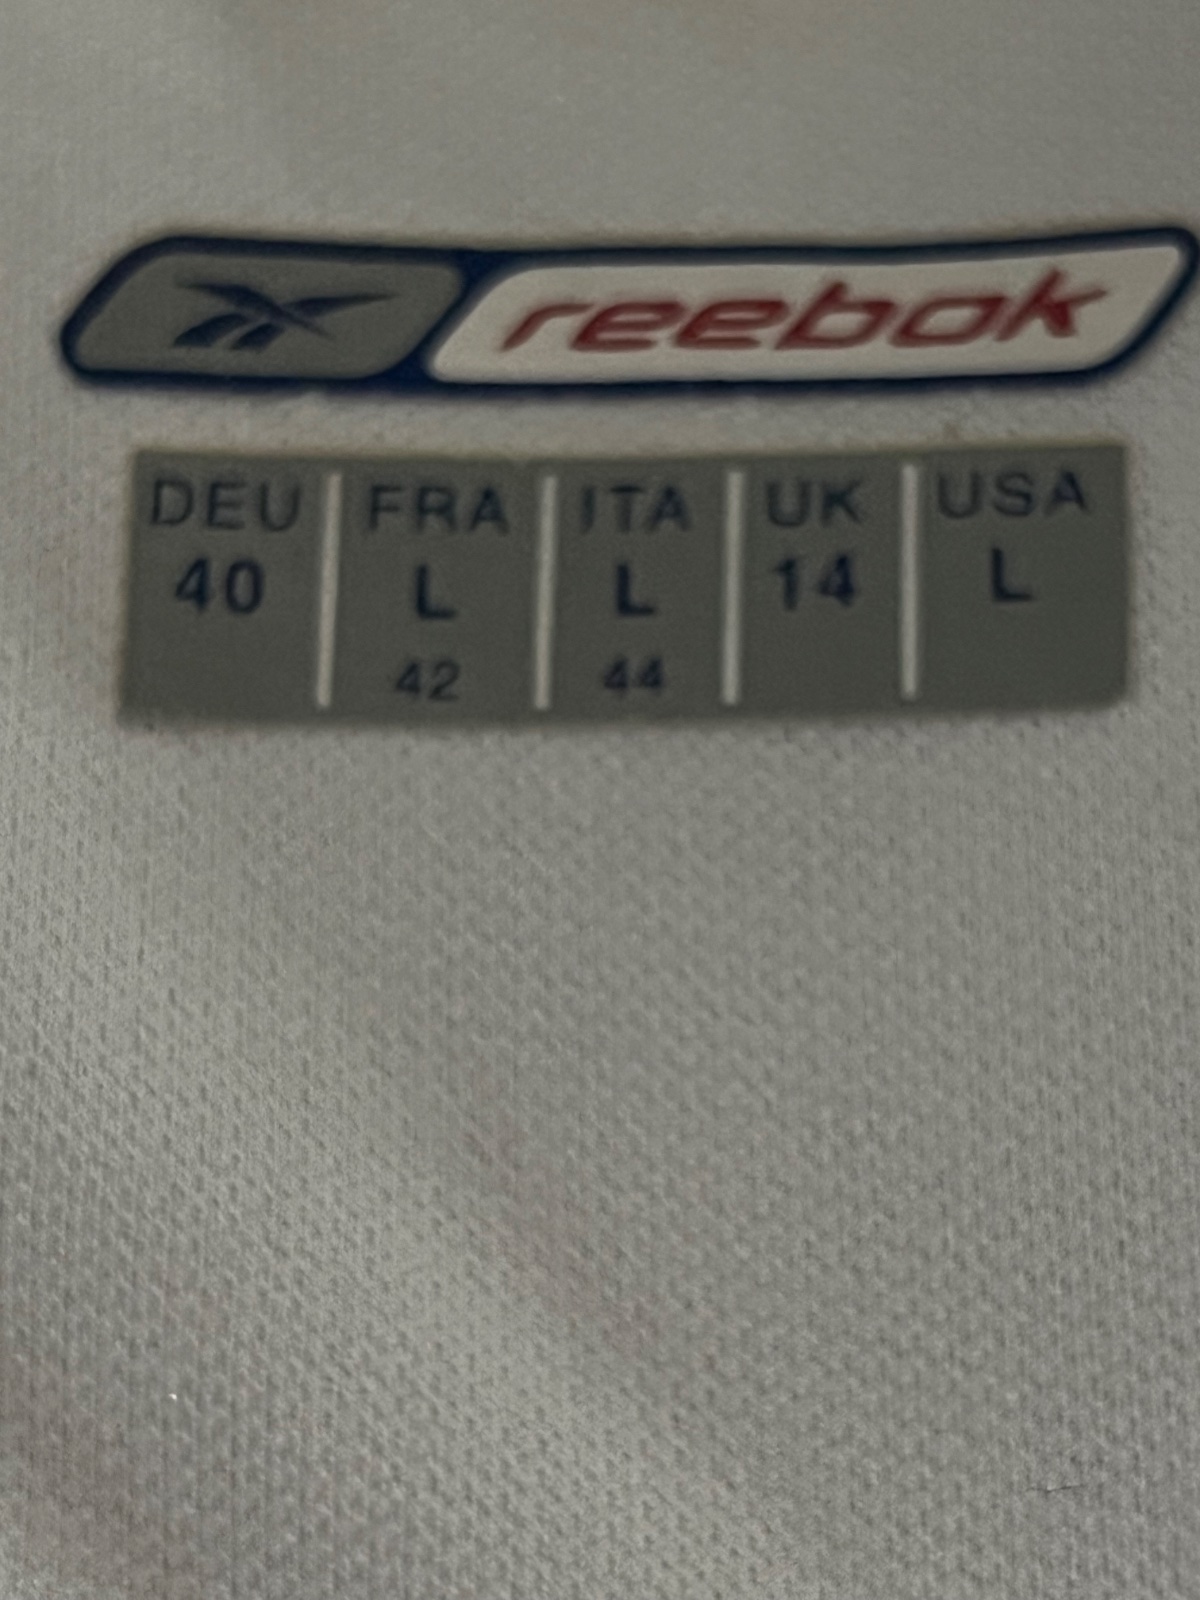 reebok
DEU FRA ITA UK USA
40 L L 14 L
42 44